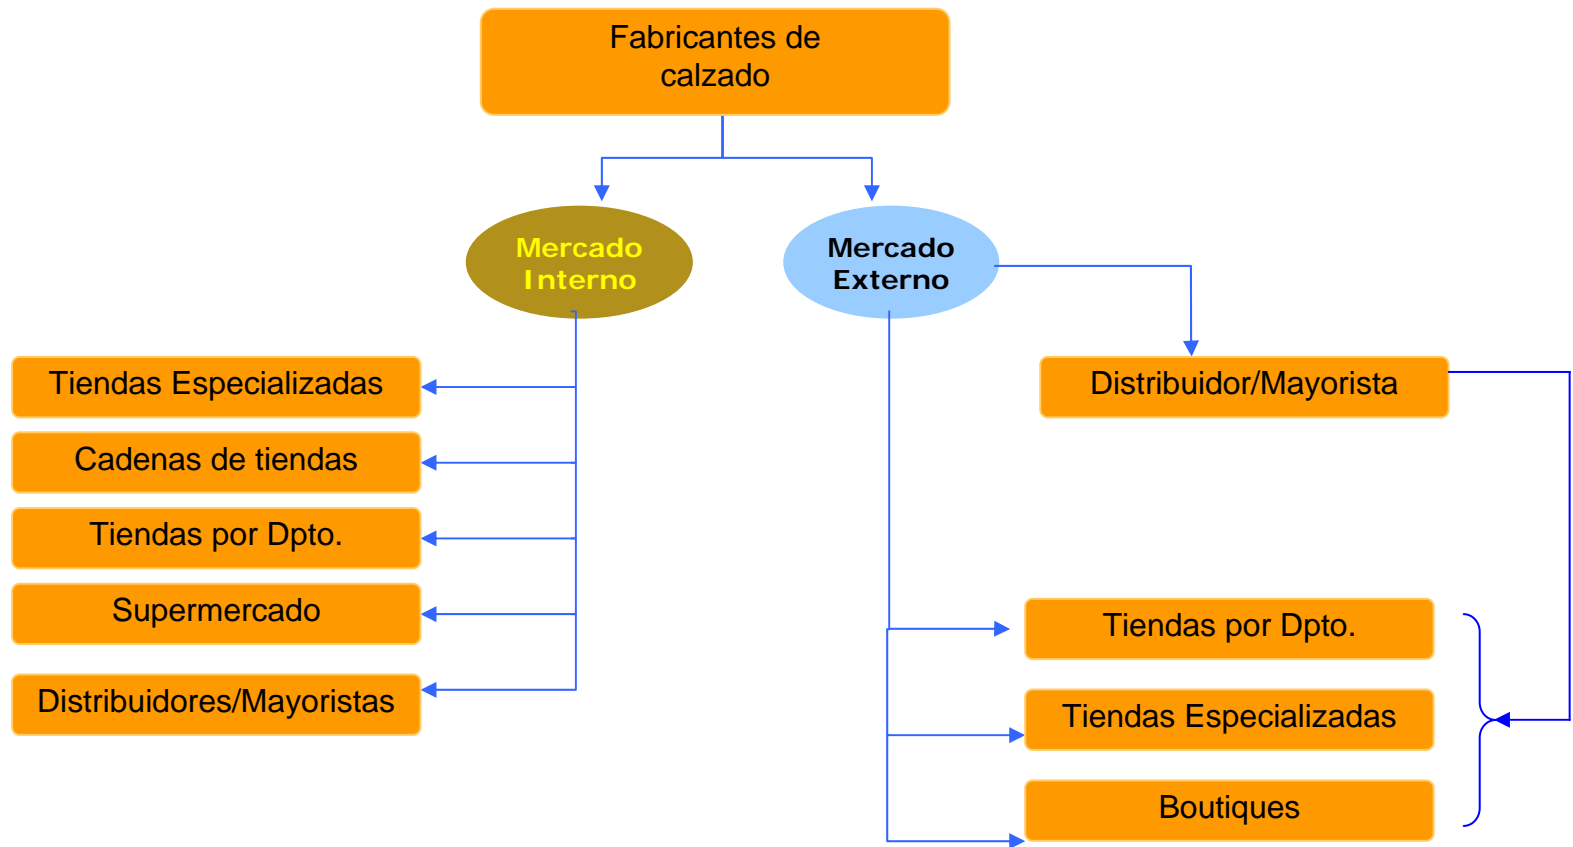 Fabricantes de
calzado
Mercado
Interno
Mercado
Externo
Tiendas Especializadas
Cadenas de tiendas
Tiendas por Dpto.
Supermercado
Distribuidores/Mayoristas
Distribuidor/Mayorista
Tiendas por Dpto.
Tiendas Especializadas
Boutiques